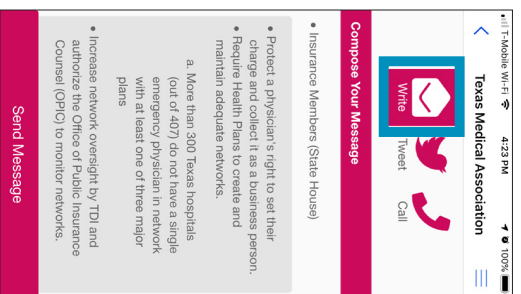 T-Mobile Wi-Fi 4:23 PM 100%
Texas Medical Association
Write Tweet Call
Compose Your Message
• Insurance Members (State House)
• Protect a physician's right to set their
charge and collect it as a business person.
• Require Health Plans to create and
maintain adequate networks.
a. More than 300 Texas hospitals
(out of 407) do not have a single
emergency physician in network
with at least one of three major
plans
• Increase network oversight by TDI and
authorize the Office of Public Insurance
Counsel (OPIC) to monitor networks.
Send Message